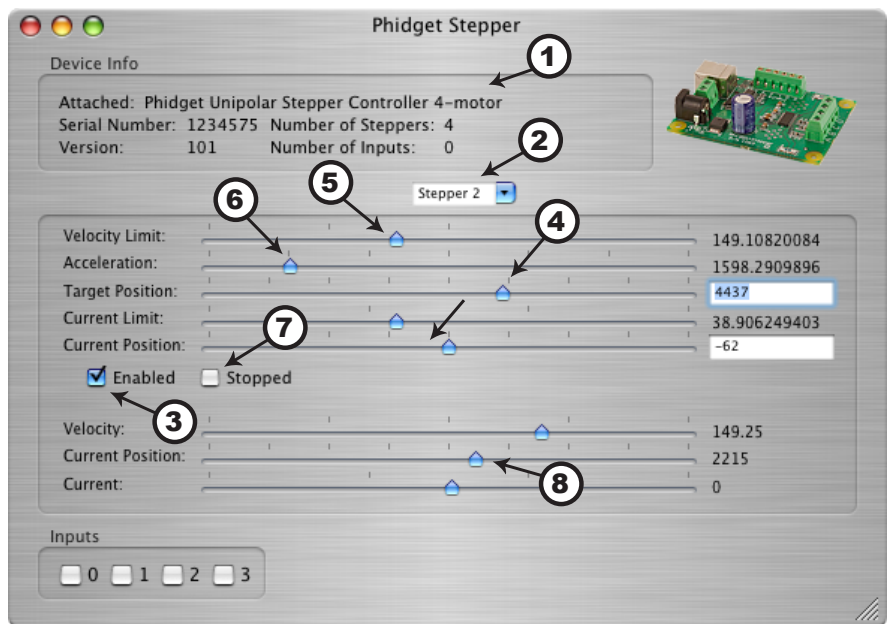 Phidget Stepper
Device Info
1
Attached: Phidget Unipolar Stepper Controller 4-motor
Serial Number: 1234575 Number of Steppers: 4
Version: 101 Number of Inputs: 0
2
Stepper 2
6
5
4
Velocity Limit: 149.10820084
Acceleration: 1598.2909896
Target Position: 4437
Current Limit: 38.906249403
7
Current Position: -62
Enabled Stopped
3
Velocity: 149.25
Current Position: 2215
8
Current: 0
Inputs
0 1 2 3